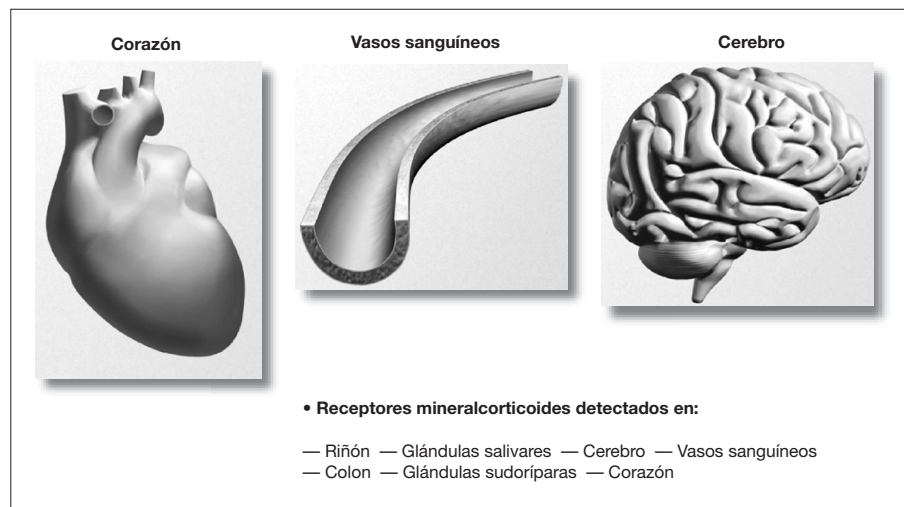 Corazón
Vasos sanguíneos
Cerebro
• Receptores mineralcorticoides detectados en:
— Riñón — Glándulas salivares — Cerebro — Vasos sanguíneos
— Colon — Glándulas sudoríparas — Corazón